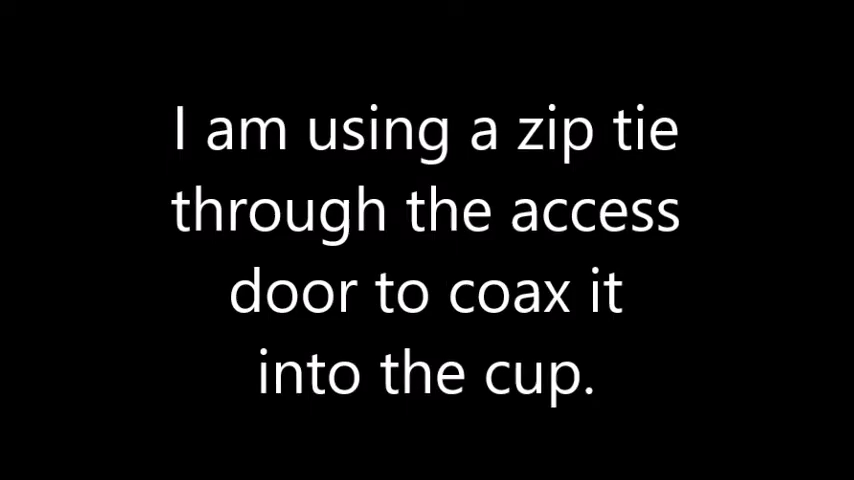 I am using a zip tie
through the access
door to coax it
into the cup.